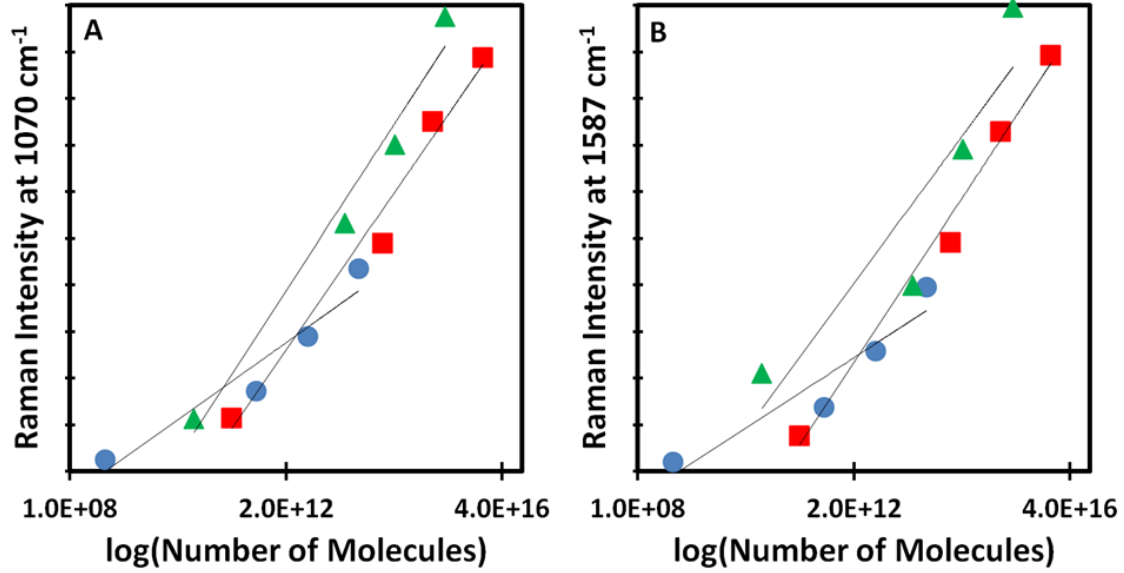 A
Raman Intensity at 1070 cm-1
1.0E+08 2.0E+12 4.0E+16
log(Number of Molecules)
B
Raman Intensity at 1587 cm-1
1.0E+08 2.0E+12 4.0E+16
log(Number of Molecules)